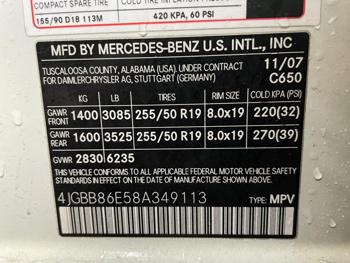 COMPACT SPARE TIRE
155/90 D18 113M
COLD TIRE INFLATION PRESSURE
420 KPA, 60 PSI
MFD BY MERCEDES-BENZ U.S. INTL., INC
TUSCALOOSA COUNTY, ALABAMA (USA). UNDER CONTRACT 11/07
FOR DAIMLERCHRYSLER AG, STUTTGART (GERMANY) C650
KG LB TIRES RIM SIZE COLD KPA (PSI)
GAWR FRONT 1400 3085 255/50 R19 8.0x19 220(32)
GAWR REAR 1600 3525 255/50 R19 8.0x19 270(39)
GVWR 2830 6235
THIS VEHICLE CONFORMS TO ALL APPLICABLE FEDERAL MOTOR VEHICLE SAFETY
STANDARDS IN EFFECT ON THE DATE OF MANUFACTURE SHOWN ABOVE.
4JGBB86E58A349113 TYPE: MPV